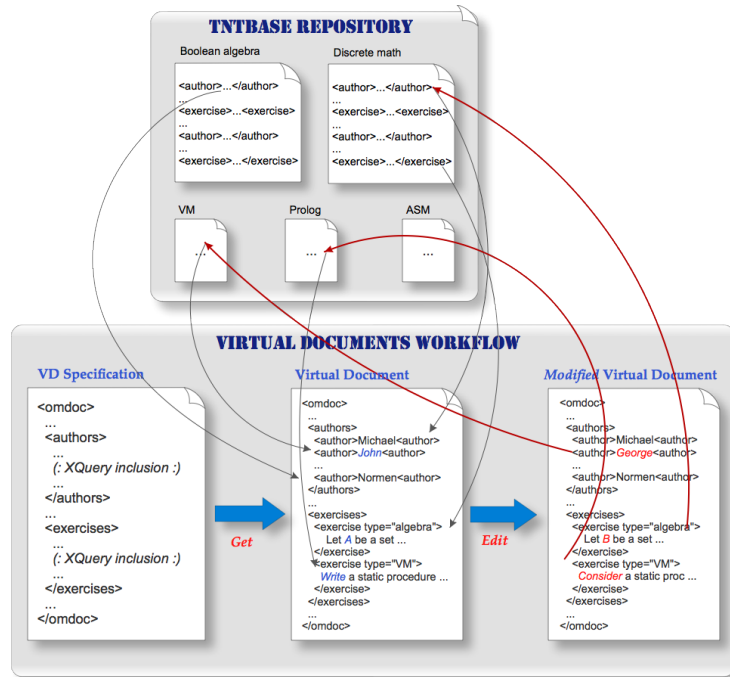 TNTBASE REPOSITORY
Boolean algebra
<author>...</author>
...
<exercise>...<exercise>
...
<author>...</author>
...
<exercise>...</exercise>
Discrete math
<author>...</author>
...
<exercise>...<exercise>
...
<author>...</author>
...
<exercise>...</exercise>
VM
...
Prolog
...
ASM
...
VIRTUAL DOCUMENTS WORKFLOW
VD Specification
<omdoc>
...
<authors>
...
(: XQuery inclusion :)
...
</authors>
...
<exercises>
...
(: XQuery inclusion :)
...
</exercises>
...
</omdoc>
Get
Virtual Document
<omdoc>
...
<authors>
<author>Michael<author>
<author>John<author>
...
<author>Normen<author>
</authors>
...
<exercises>
<exercise type="algebra">
Let A be a set ...
</exercise>
<exercise type="VM">
Write a static procedure ...
</exercise>
</exercises>
...
</omdoc>
Edit
Modified Virtual Document
<omdoc>
...
<authors>
<author>Michael<author>
<author>George<author>
...
<author>Normen<author>
</authors>
...
<exercises>
<exercise type="algebra">
Let B be a set ...
</exercise>
<exercise type="VM">
Consider a static proc ...
</exercise>
</exercises>
...
</omdoc>